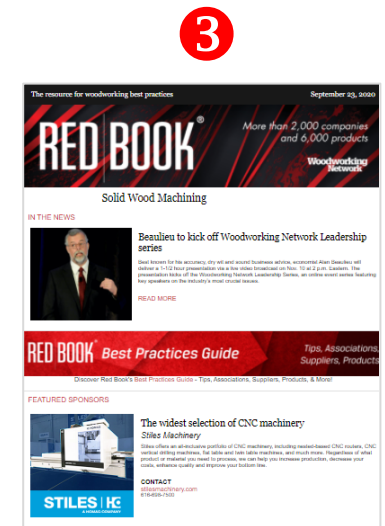 3
The resource for woodworking best practices September 23, 2020
RED BOOK®
More than 2,000 companies
and 6,000 products
Woodworking
Network
Solid Wood Machining
IN THE NEWS
Beaulieu to kick off Woodworking Network Leadership
series
Best known for his accuracy, dry wit and sound business advice, economist Alan Beaulieu will
deliver a 1-1/2 hour presentation via a live video broadcast on Nov. 10 at 2 p.m. Eastern. The
presentation kicks off the Woodworking Network Leadership Series, an online event series featuring
key speakers on the industry's most crucial issues.
READ MORE
RED BOOK Best Practices Guide
Tips, Associations,
Suppliers, Products
Discover Red Book's Best Practices Guide - Tips, Associations, Suppliers, Products, & More!
FEATURED SPONSORS
The widest selection of CNC machinery
Stiles Machinery
Stiles offers an all-inclusive portfolio of CNC machinery, including nested-based CNC routers, CNC
vertical drilling machines, flat table and twin table machines, and much more. Regardless of what
product or material you need to process, we can help you increase production, decrease your
costs, enhance quality and improve your bottom line.
CONTACT
stilesmachinery.com
616-698-7500
STILES
A HOMAG COMPANY